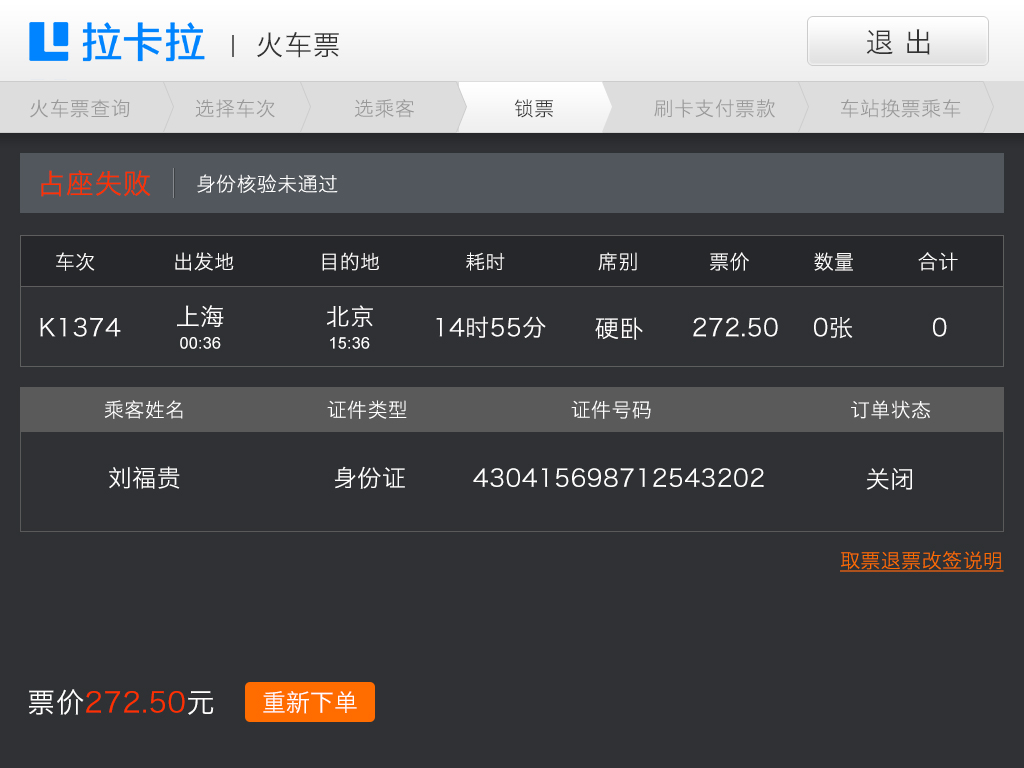 拉卡拉 | 火车票
退 出
火车票查询 选择车次 选乘客 锁票 刷卡支付票款 车站换票乘车
占座失败 身份核验未通过
车次 出发地 目的地 耗时 席别 票价 数量 合计
K1374 上海 北京 14时55分 硬卧 272.50 0张 0
00:36 15:36
乘客姓名 证件类型 证件号码 订单状态
刘福贵 身份证 430415698712543202 关闭
取票退票改签说明
票价272.50元 重新下单